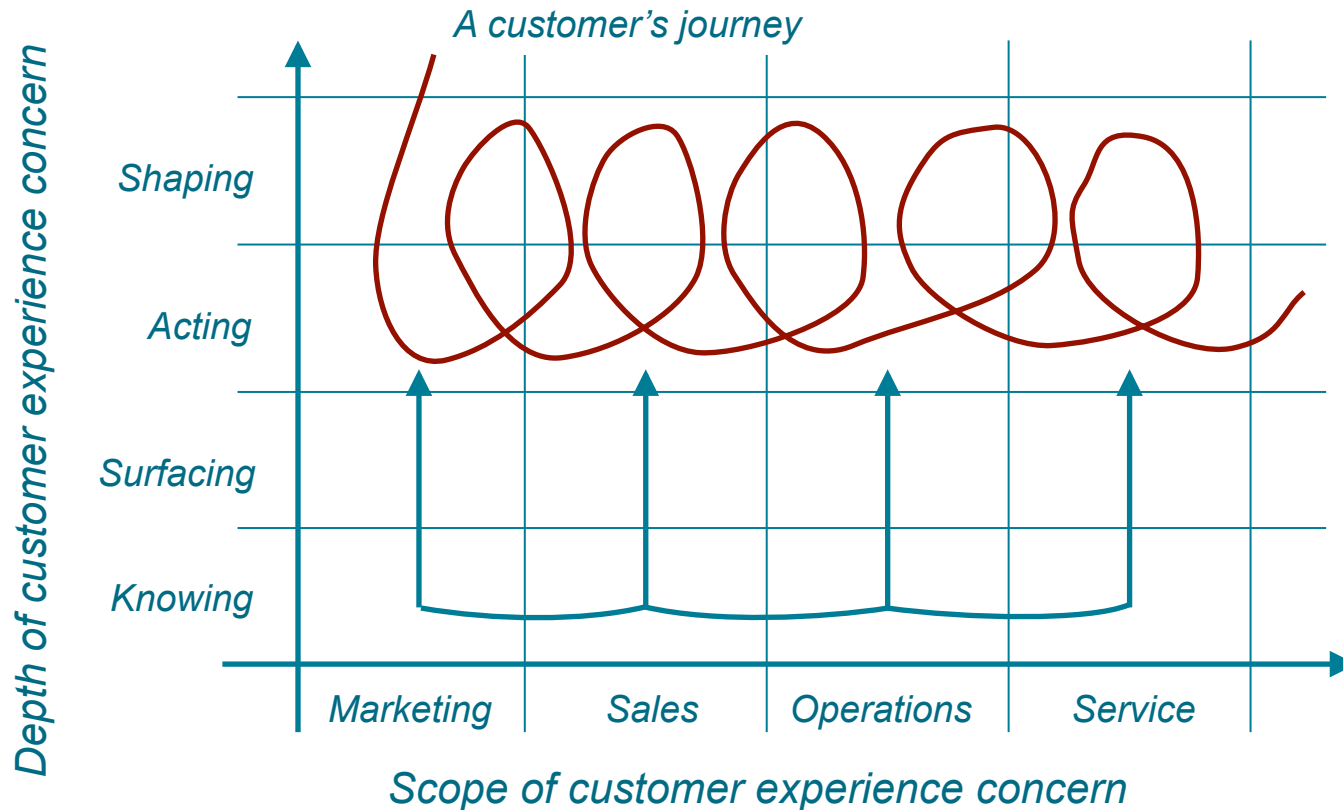 A customer’s journey
Depth of customer experience concern
Shaping
Acting
Surfacing
Knowing
Marketing
Sales
Operations
Service
Scope of customer experience concern